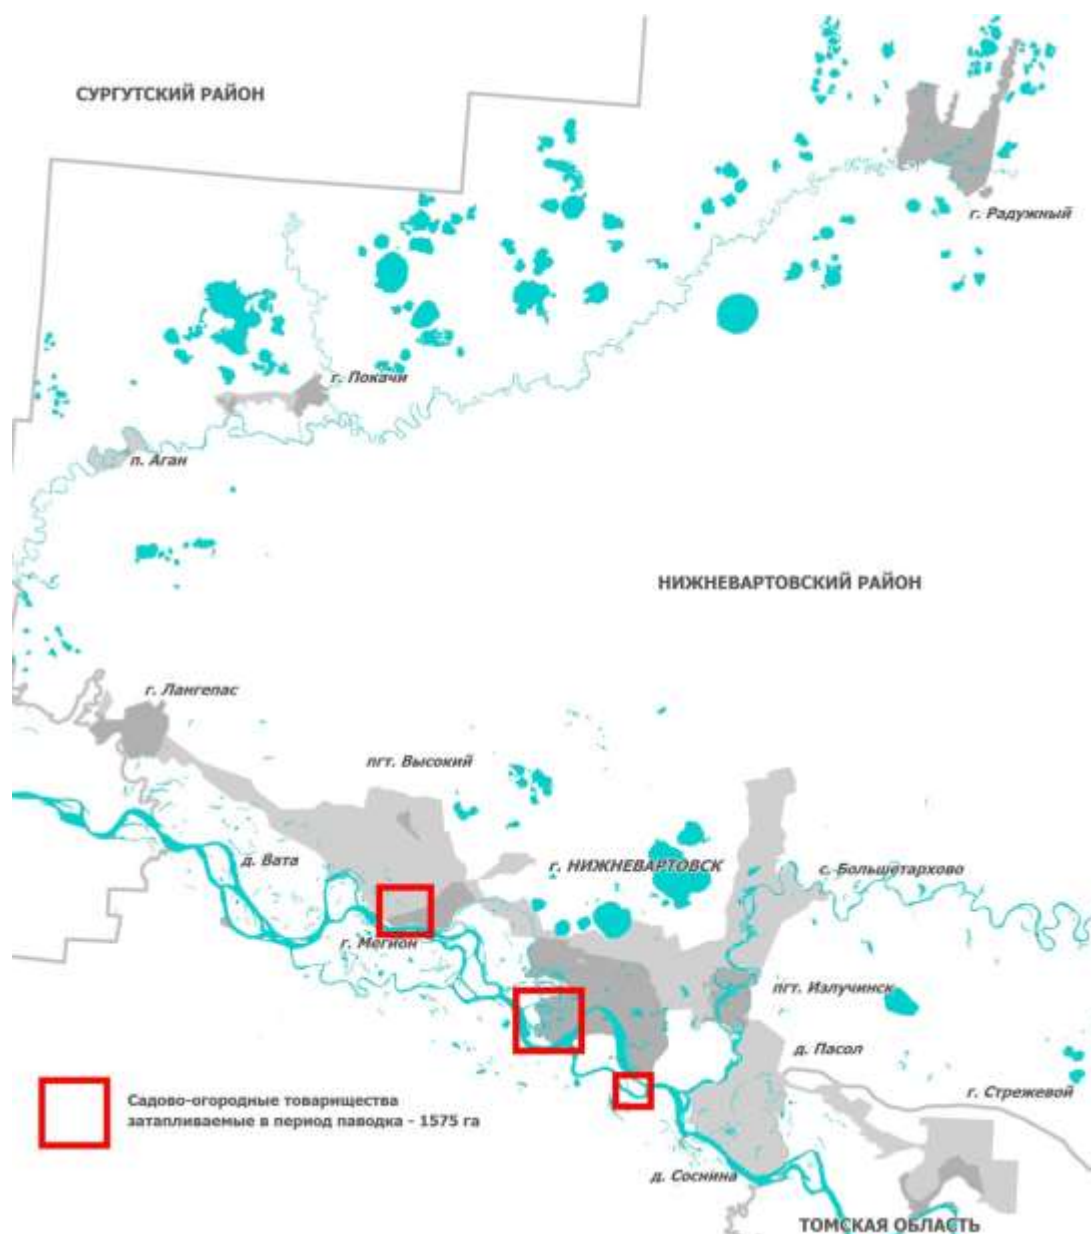 СУРГУТСКИЙ РАЙОН
г. Радужный
г. Покачи
п. Аган
НИЖНЕВАРТОВСКИЙ РАЙОН
г. Лангепас
пгт. Высокий
д. Вата
г. НИЖНЕВАРТОВСК
с. Большетархово
г. Мегион
пгт. Излучинск
д. Пасол
г. Стрежевой
Садово-огородные товарищества
затапливаемые в период паводка - 1575 га
д. Соснина
ТОМСКАЯ ОБЛАСТЬ